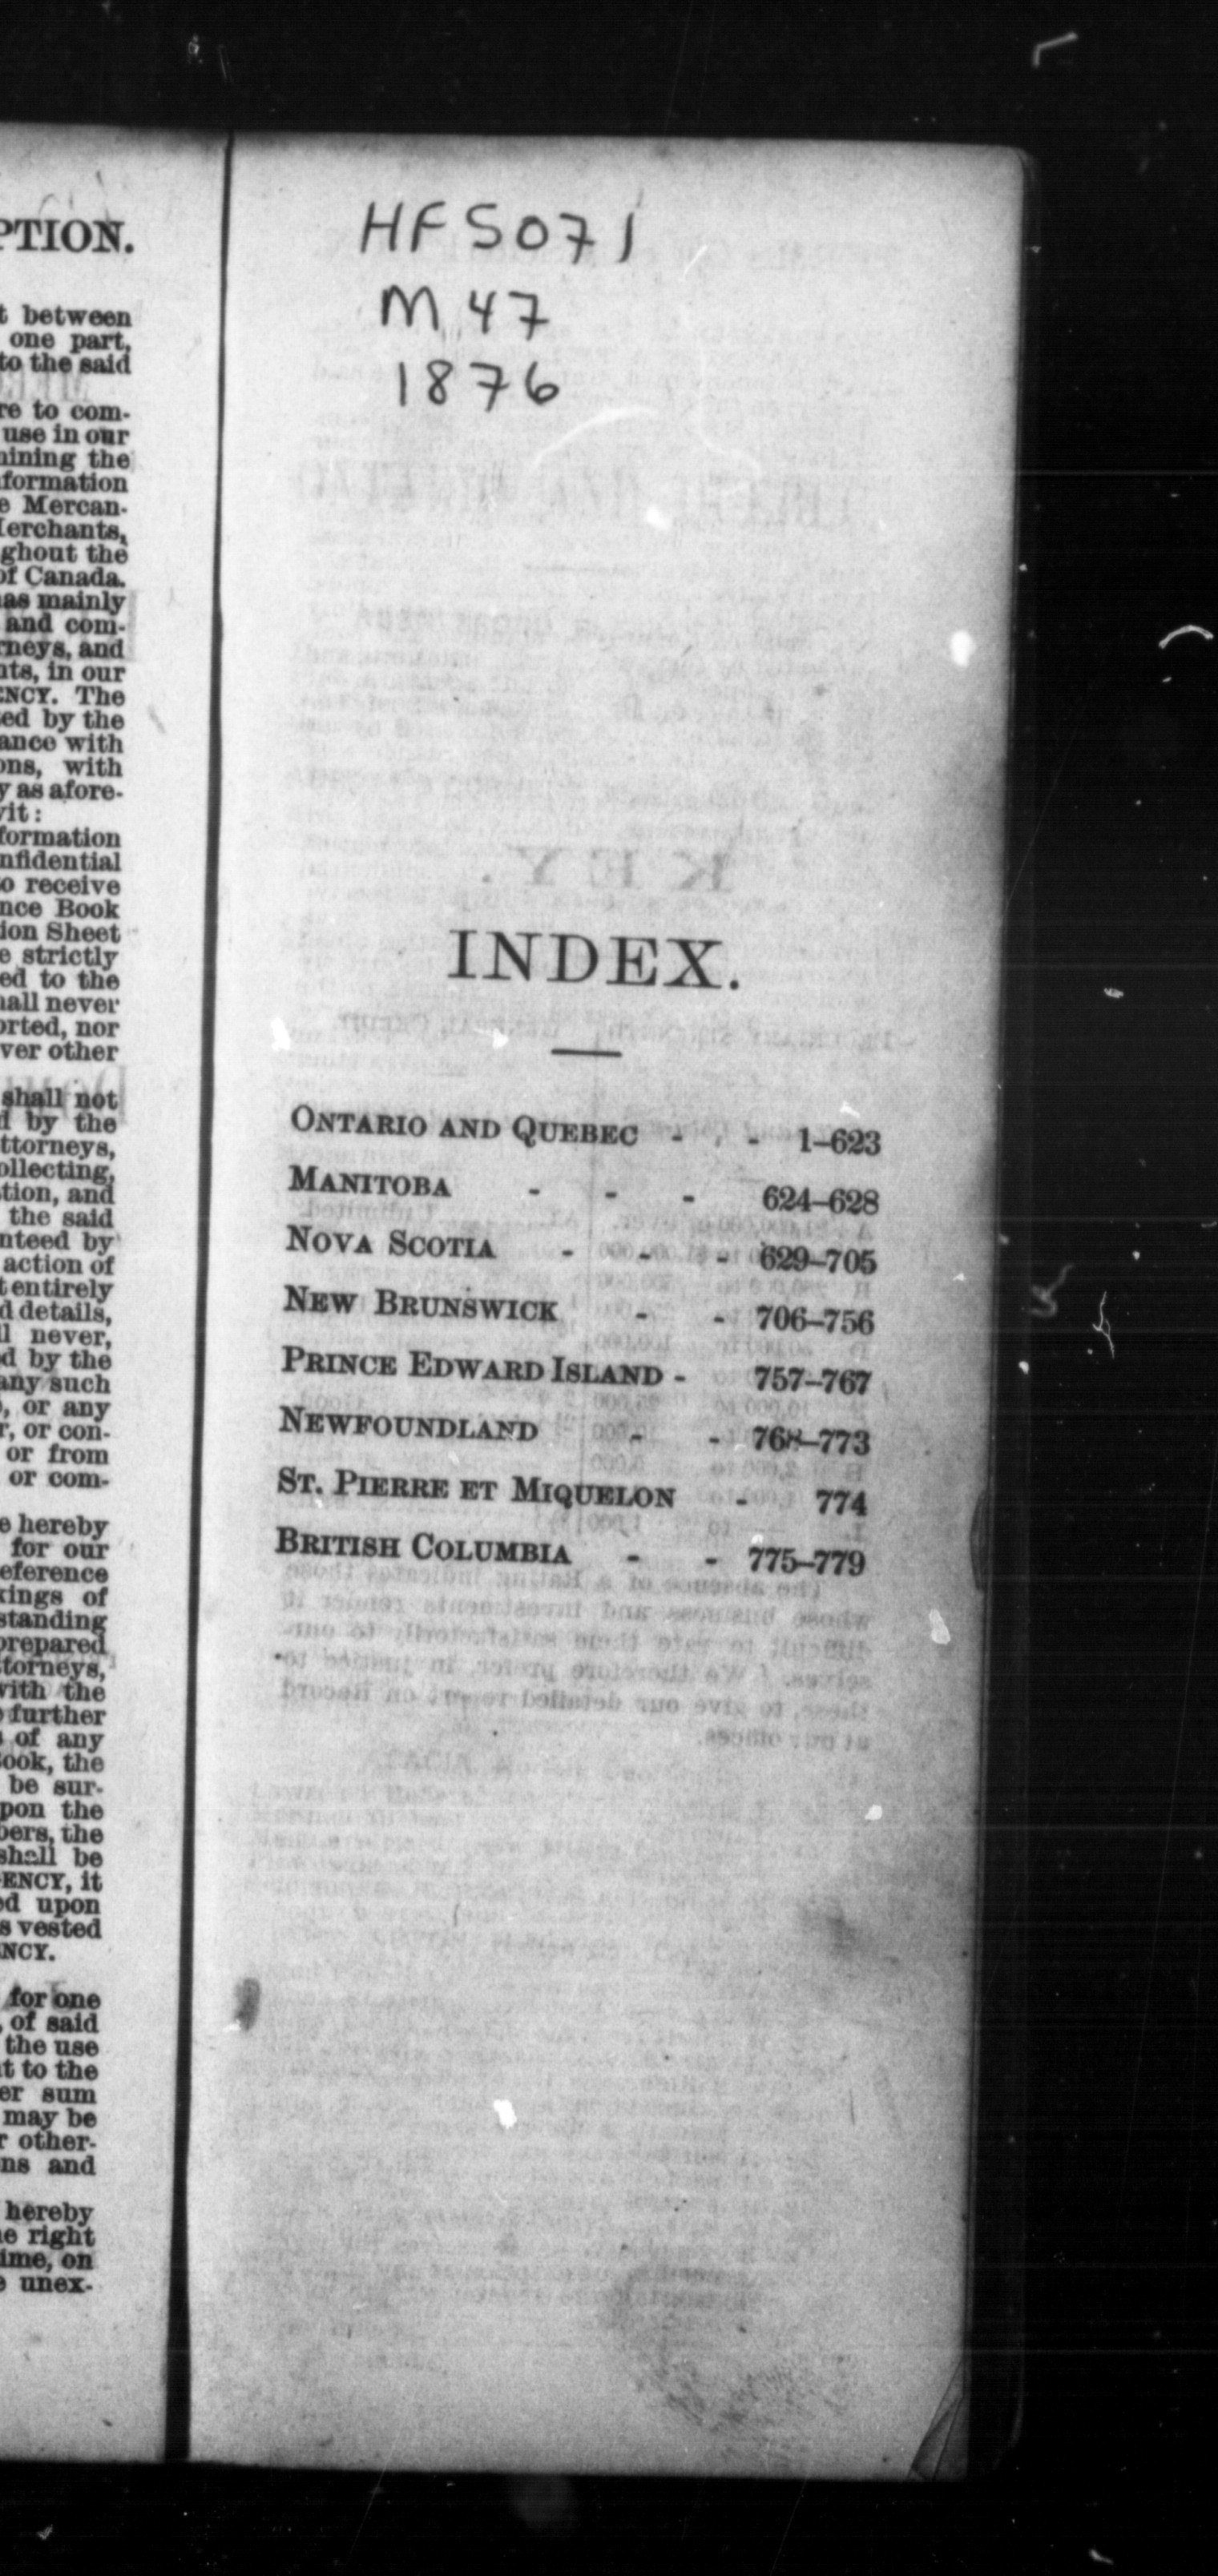 PTION.
between
one part,
to the said
re to com-
use in our
ining the
formation
e Mercan-
erchants,
ghout the
of Canada.
as mainly
and com-
rneys, and
nts, in our
ENCY. The
ed by the
ance with
ons, with
y as afore-
vit:
formation
nfidential
to receive
nce Book
ion Sheet
e strictly
ed to the
hall never
orted, nor
ver other
shall not
d by the
ttorneys,
ollecting,
tion, and
the said
nteed by
action of
t entirely
d details,
ll never,
d by the
any such
, or any
r, or con-
or from
or com-
e hereby
for our
eference
kings of
standing
prepared
ttorneys,
with the
further
of any
Book, the
be sur-
pon the
bers, the
shall be
ENCY, it
ed upon
s vested
NCY.
for one
, of said
the use
t to the
er sum
may be
r other-
ns and
hereby
e right
ime, on
e unex-
HF5071
M47
1876
INDEX.
ONTARIO AND QUEBEC - - 1–623
MANITOBA - - - 624–628
NOVA SCOTIA - - - 629–705
NEW BRUNSWICK - - 706–756
PRINCE EDWARD ISLAND - 757–767
NEWFOUNDLAND - - 768–773
ST. PIERRE ET MIQUELON - 774
BRITISH COLUMBIA - - 775–779